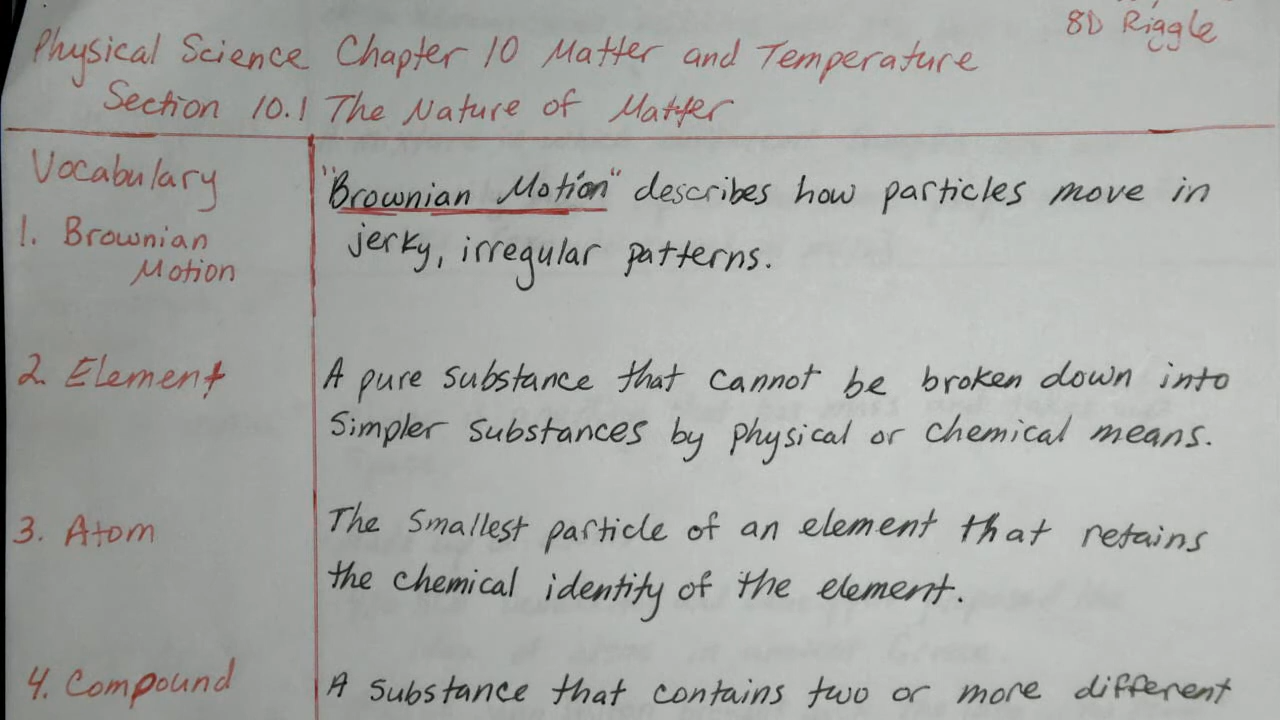 8D Riggle
Physical Science Chapter 10 Matter and Temperature
Section 10.1 The Nature of Matter
Vocabulary
1. Brownian
Motion
"Brownian Motion" describes how particles move in
jerky, irregular patterns.
2. Element
A pure substance that cannot be broken down into
simpler substances by physical or chemical means.
3. Atom
The smallest particle of an element that retains
the chemical identity of the element.
4. Compound
A substance that contains two or more different